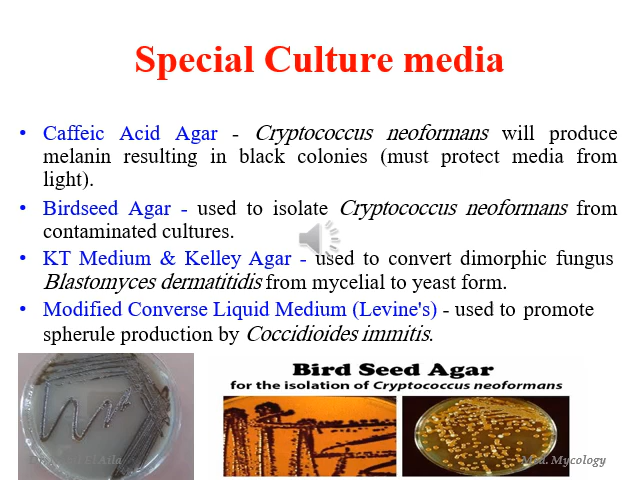 Special Culture media
• Caffeic Acid Agar - Cryptococcus neoformans will produce
melanin resulting in black colonies (must protect media from
light).
• Birdseed Agar - used to isolate Cryptococcus neoformans from
contaminated cultures.
• KT Medium & Kelley Agar - used to convert dimorphic fungus
Blastomyces dermatitidis from mycelial to yeast form.
• Modified Converse Liquid Medium (Levine's) - used to promote
spherule production by Coccidioides immitis.
Bird Seed Agar
for the isolation of Cryptococcus neoformans
El Aila
Med. Mycology